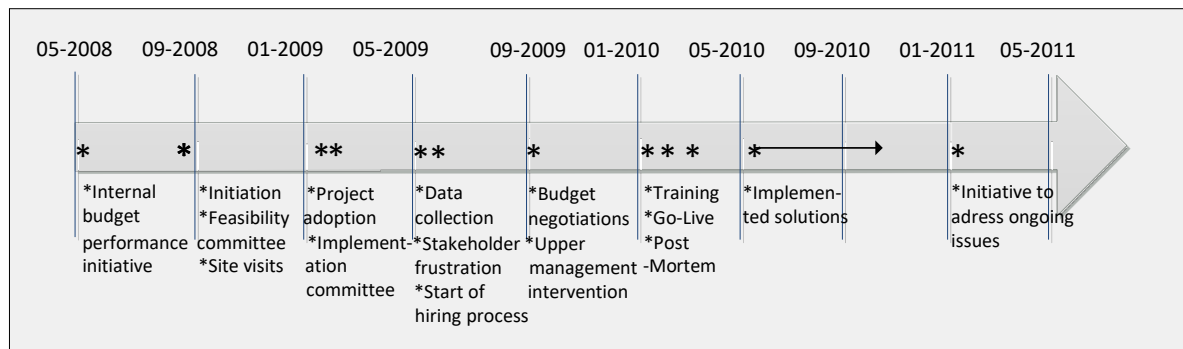 05-2008 09-2008 01-2009 05-2009 09-2009 01-2010 05-2010 09-2010 01-2011 05-2011
* * ** ** * * * * * *
*Internal
budget
performance
initiative
*Initiation
*Feasibility
committee
*Site visits
*Project
adoption
*Implement-
ation
committee
*Data
collection
*Stakeholder
frustration
*Start of
hiring process
*Budget
negotiations
*Upper
management
intervention
*Training
*Go-Live
*Post
-Mortem
*Implemen-
ted solutions
*Initiative to
adress ongoing
issues